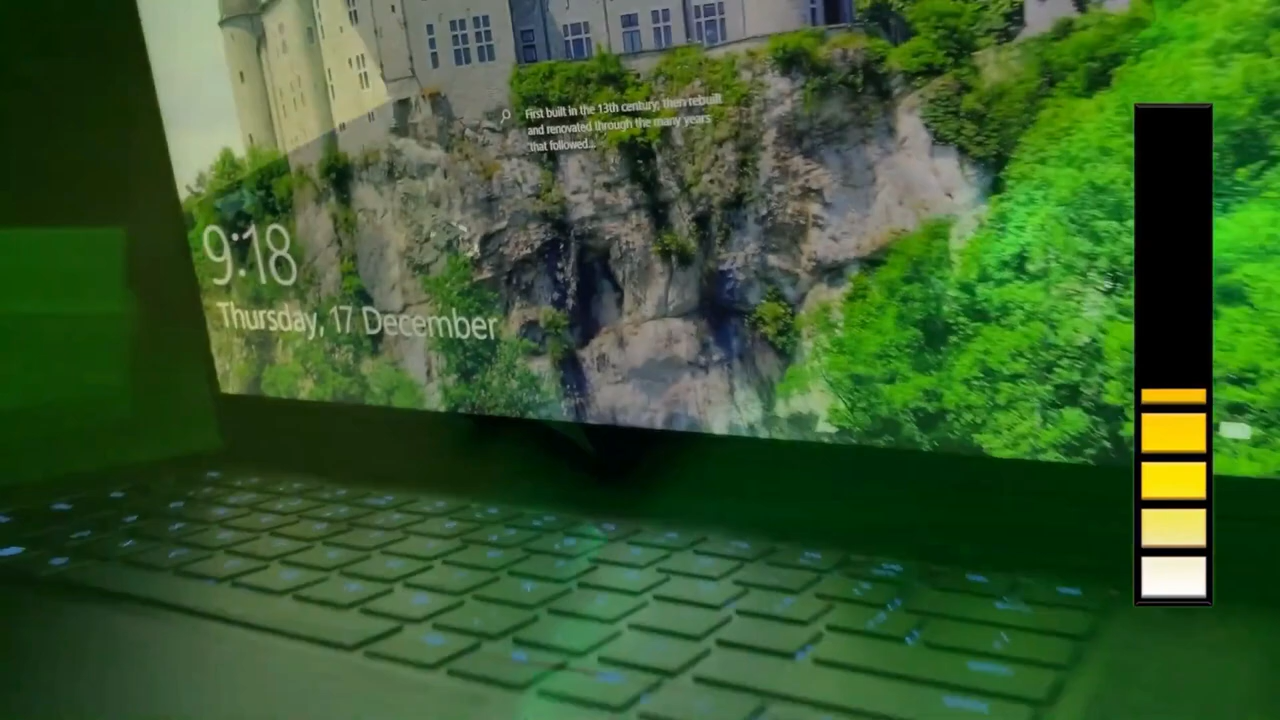 First built in the 13th century, then rebuilt
and renovated through the many years
that followed...
9:18
Thursday, 17 December